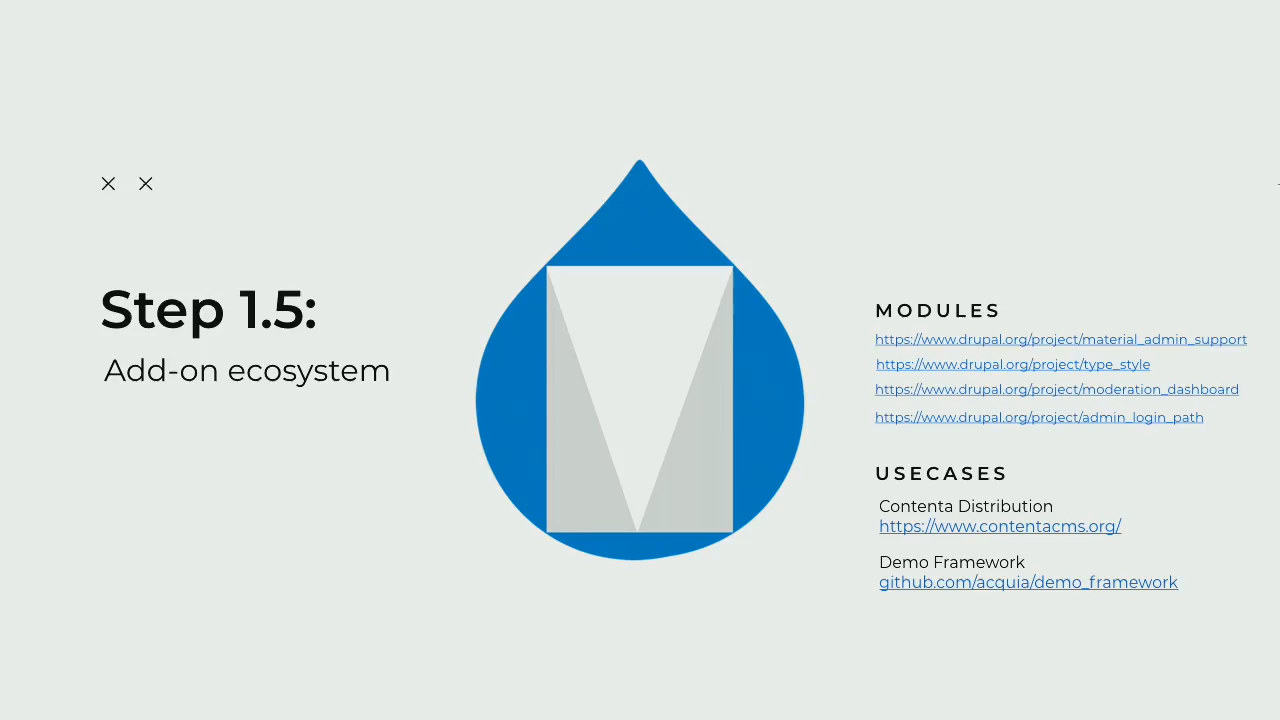 Step 1.5:
Add-on ecosystem
MODULES
https://www.drupal.org/project/material_admin_support
https://www.drupal.org/project/type_style
https://www.drupal.org/project/moderation_dashboard
https://www.drupal.org/project/admin_login_path
USECASES
Contenta Distribution
https://www.contentacms.org/
Demo Framework
github.com/acquia/demo_framework